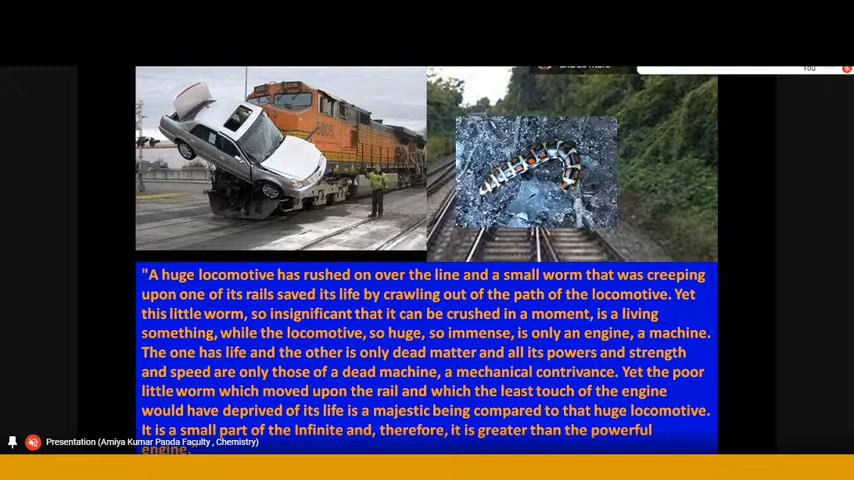 You
5805
"A huge locomotive has rushed on over the line and a small worm that was creeping
upon one of its rails saved its life by crawling out of the path of the locomotive. Yet
this little worm, so insignificant that it can be crushed in a moment, is a living
something, while the locomotive, so huge, so immense, is only an engine, a machine.
The one has life and the other is only dead matter and all its powers and strength
and speed are only those of a dead machine, a mechanical contrivance. Yet the poor
little worm which moved upon the rail and which the least touch of the engine
would have deprived of its life is a majestic being compared to that huge locomotive.
It is a small part of the Infinite and, therefore, it is greater than the powerful
engine."
Presentation (Amiya Kumar Panda Faculty , Chemistry)